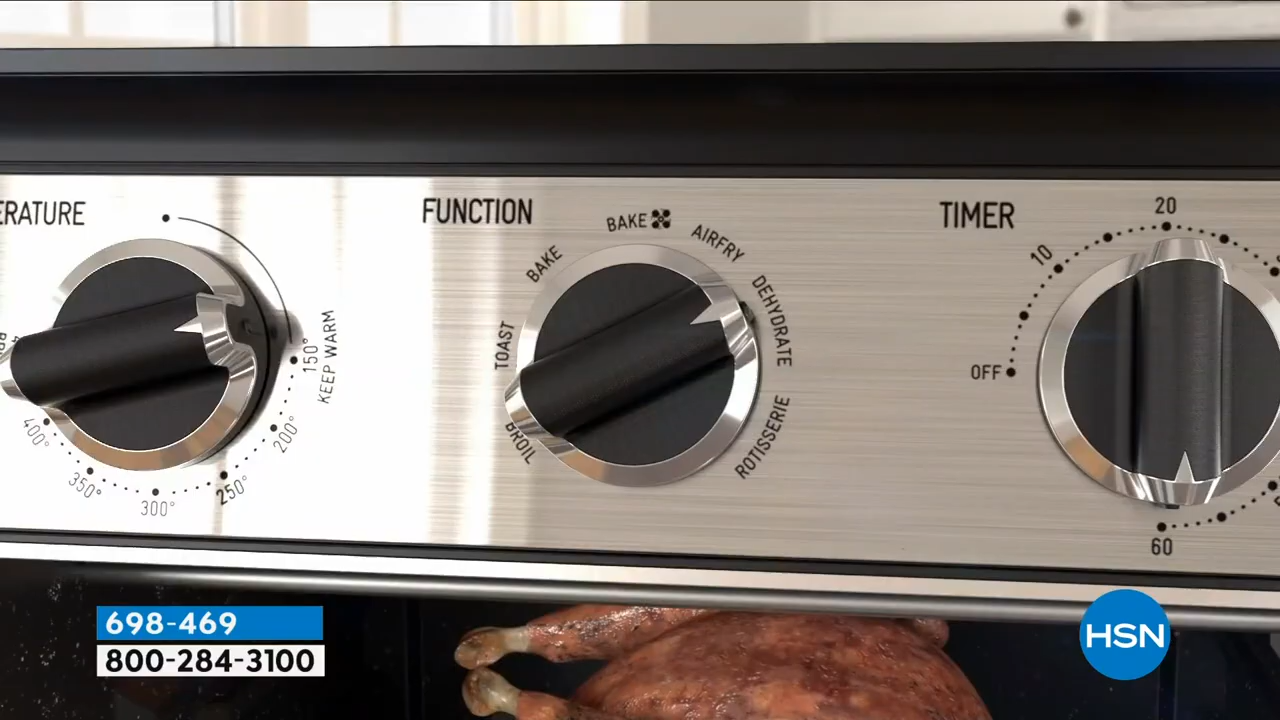 ERATURE
150°
KEEP WARM
200°
250°
300°
350°
400°
FUNCTION
BROIL
TOAST
BAKE
BAKE
AIRFRY
DEHYDRATE
ROTISSERIE
TIMER
OFF
10
20
60
698-469
800-284-3100
HSN